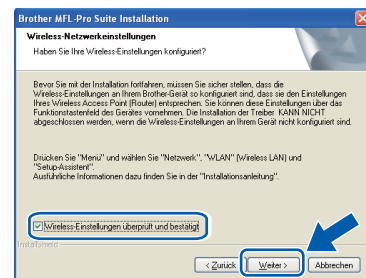 Brother MFL-Pro Suite Installation
Wireless-Netzwerkeinstellungen
Haben Sie Ihre Wireless-Einstellungen konfiguriert?
Bevor Sie mit der Installation fortfahren, müssen Sie sicher stellen, dass die
Wireless-Einstellungen an Ihrem Brother-Gerät so konfiguriert sind, dass sie den Einstellungen
Ihres Wireless Access Point (Router) entsprechen. Sie können diese Einstellungen über das
Funktionstastenfeld des Gerätes vornehmen. Die Installation der Treiber KANN NICHT
abgeschlossen werden, wenn die Wireless-Einstellungen an Ihrem Gerät nicht konfiguriert sind.
Drücken Sie "Menü" und wählen Sie "Netzwerk", "WLAN" (Wireless LAN) und
"Setup-Assistent".
Ausführliche Informationen dazu finden Sie in der "Installationsanleitung".
Wireless-Einstellungen überprüft und bestätigt
InstallShield
< Zurück
Weiter >
Abbrechen